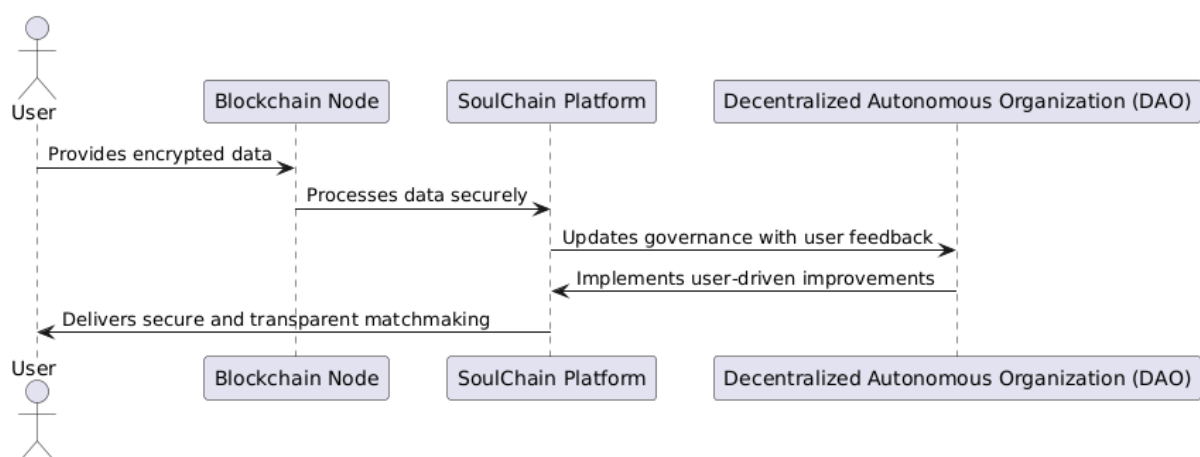 User
Blockchain Node
SoulChain Platform
Decentralized Autonomous Organization (DAO)
Provides encrypted data
Processes data securely
Updates governance with user feedback
Implements user-driven improvements
Delivers secure and transparent matchmaking
User
Blockchain Node
SoulChain Platform
Decentralized Autonomous Organization (DAO)